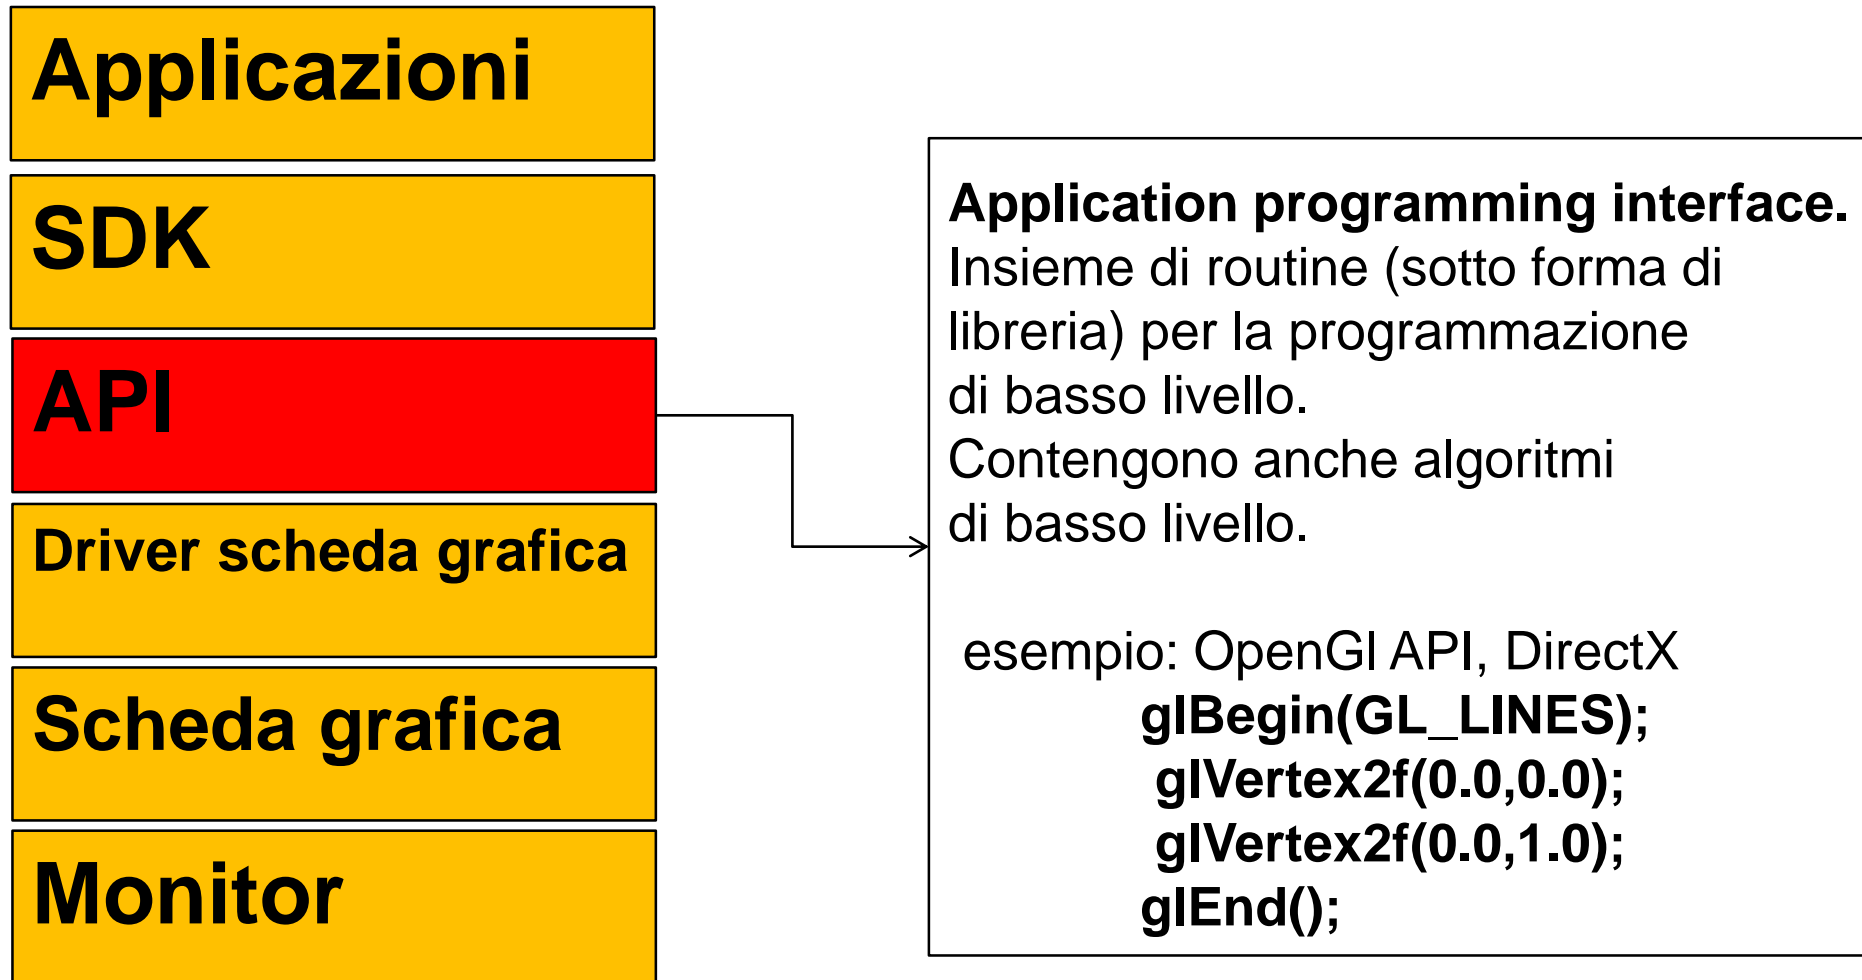 Applicazioni
SDK
API
Driver scheda grafica
Scheda grafica
Monitor
Application programming interface.
Insieme di routine (sotto forma di
libreria) per la programmazione
di basso livello.
Contengono anche algoritmi
di basso livello.
esempio: OpenGl API, DirectX
glBegin(GL_LINES);
glVertex2f(0.0,0.0);
glVertex2f(0.0,1.0);
glEnd();